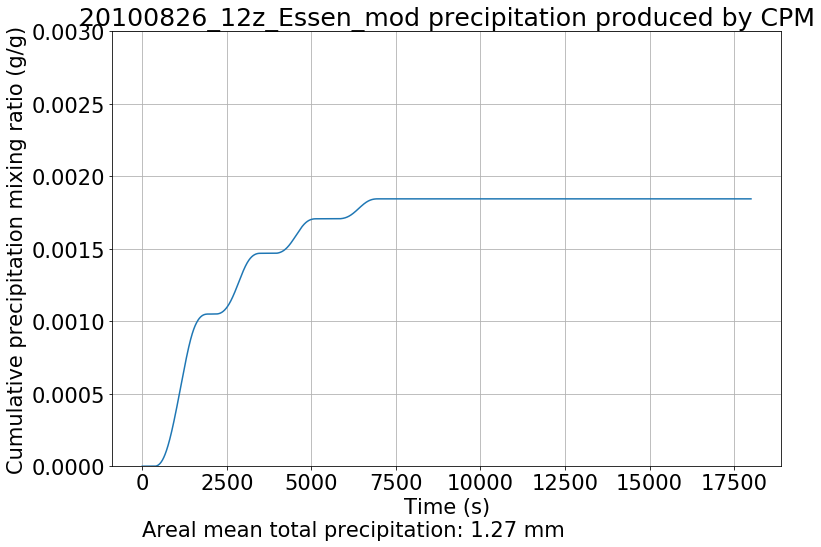 20100826_12z_Essen_mod precipitation produced by CPM
Cumulative precipitation mixing ratio (g/g)
0.0030
0.0025
0.0020
0.0015
0.0010
0.0005
0.0000
0 2500 5000 7500 10000 12500 15000 17500
Time (s)
Areal mean total precipitation: 1.27 mm